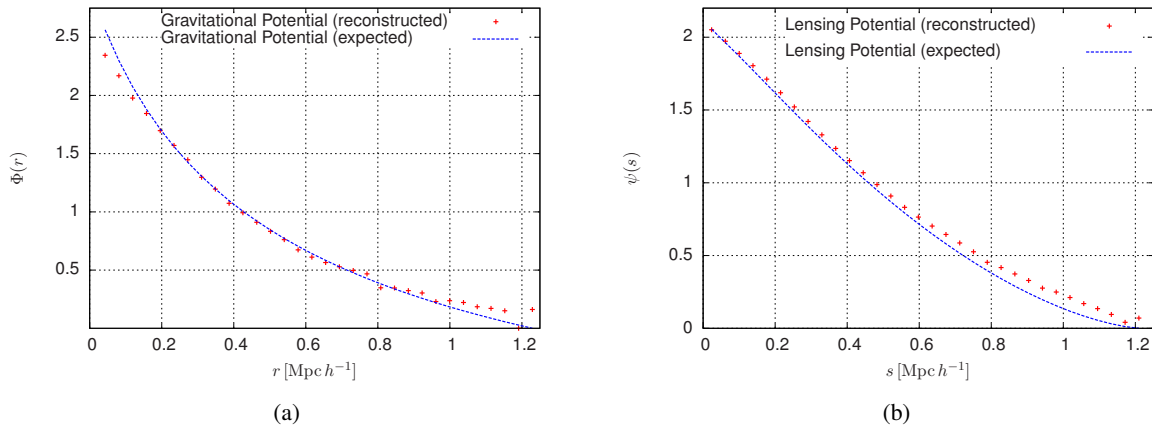 Gravitational Potential (reconstructed)
Gravitational Potential (expected)
2.5
2
1.5
1
0.5
0
Φ(r)
0 0.2 0.4 0.6 0.8 1 1.2
r [Mpc h⁻¹]
(a)
Lensing Potential (reconstructed)
Lensing Potential (expected)
2
1.5
1
0.5
0
ψ(s)
0 0.2 0.4 0.6 0.8 1 1.2
s [Mpc h⁻¹]
(b)